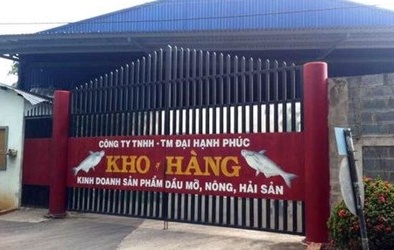 CÔNG TY TNHH - TM ĐẠI HẠNH PHÚC
KHO HÀNG
KINH DOANH SẢN PHẨM DẦU MỠ, NÔNG, HẢI SẢN